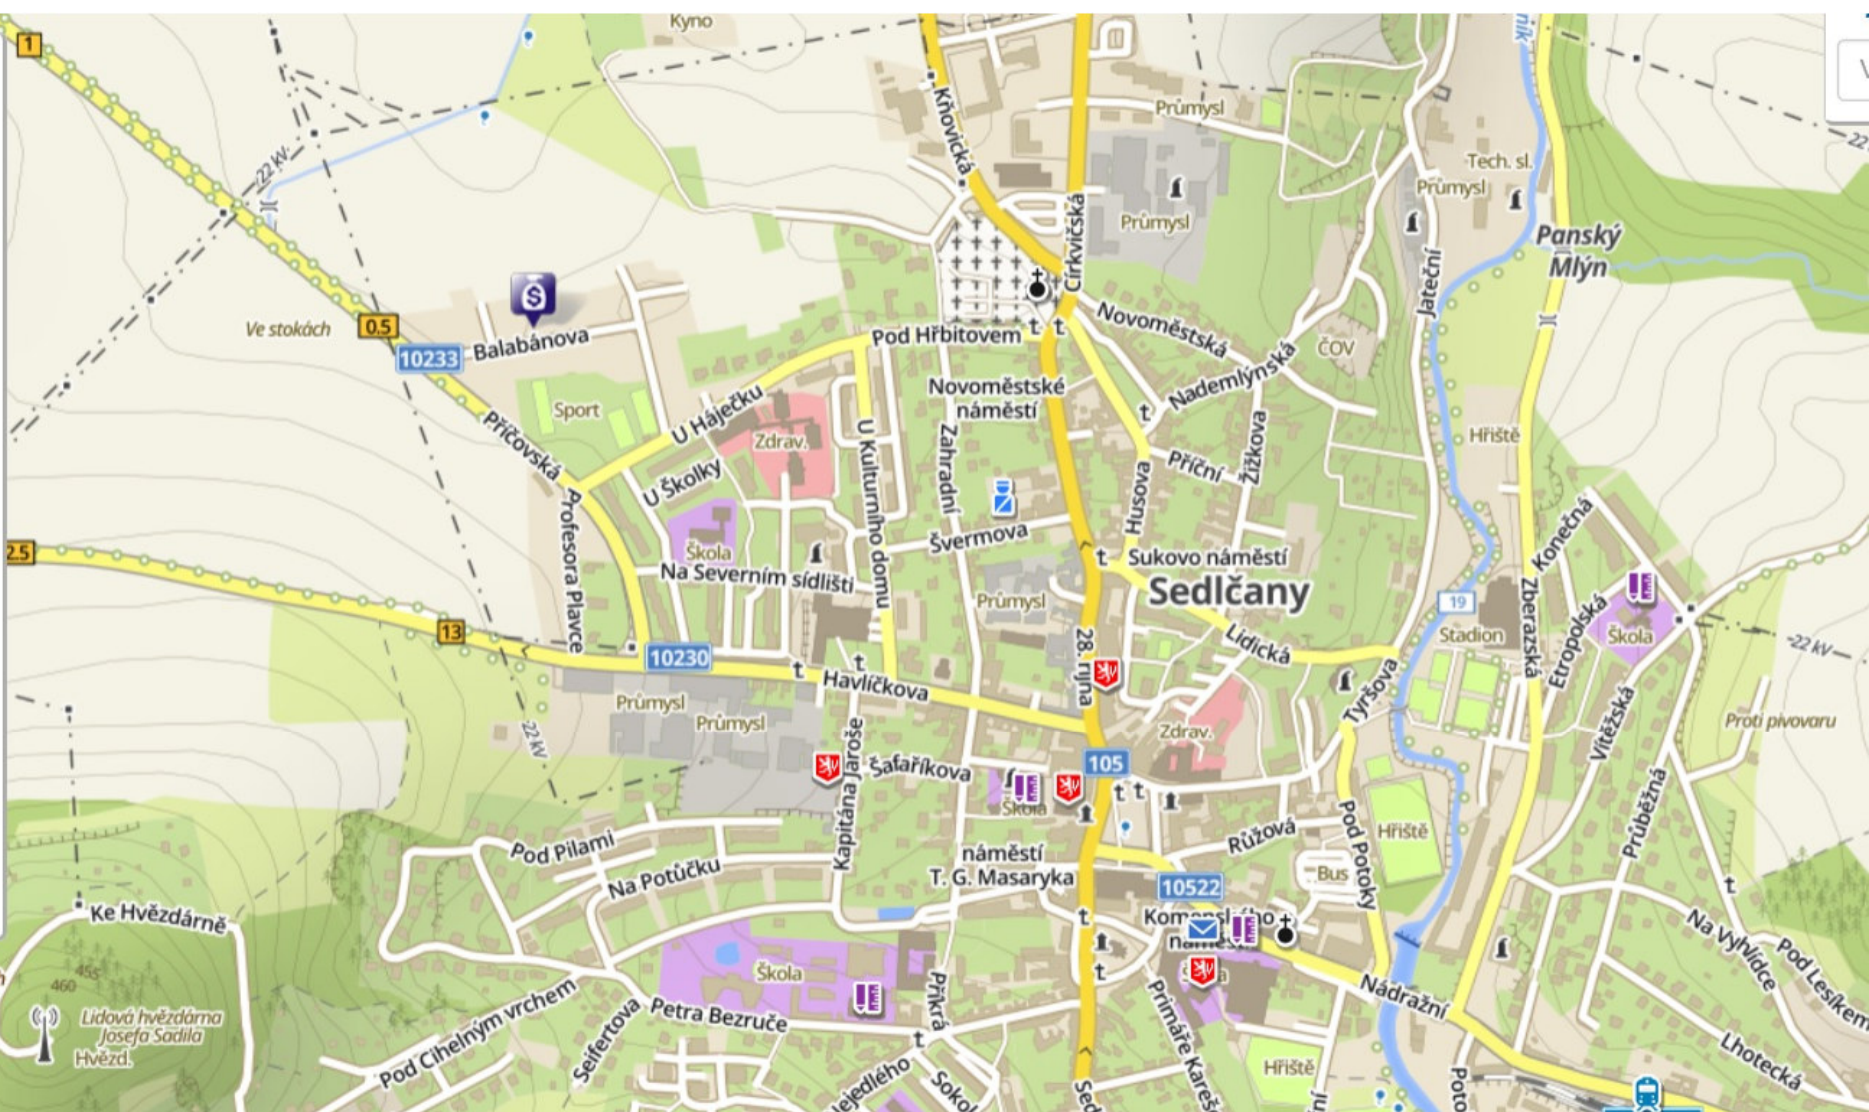 Kyno
1
Kňovická
Průmysl
22 kV
Tech. sl.
Průmysl
Průmysl
Církvičská
Panský
Mlýn
Jateční
Ve stokách
0.5
10233
Balabánova
Pod Hřbitovem
Novoměstská
ČOV
Nademlýnská
Novoměstské
náměstí
Sport
Příčovská
U Háječku
Zdrav.
U Kulturního domu
Zahradní
Příční
Žižkova
Hřiště
U Školky
Husova
Profesora Plavce
Škola
Švermova
Konečná
2.5
Na Severním sídlišti
Sukovo náměstí
Sedlčany
Průmysl
19
Zberazská
Etropolská
Škola
Stadion
22 kV
13
10230
28. října
Lidická
Havlíčkova
Tyršova
Průmysl
Průmysl
Zdrav.
Vítězská
Proti pivovaru
22 kV
Kapitána Jaroše
Šafaříkova
105
Škola
Průběžná
Pod Potoky
Hřiště
Růžová
Pod Pilami
Na Potůčku
náměstí
T. G. Masaryka
Bus
10522
Komenského
Ke Hvězdárně
Na Vyhlídce
Pod Lesíkem
455
460
Škola
Příkrá
Nádražní
Lidová hvězdárna
Josefa Sadila
Hvězd.
Pod Cihelným vrchem
Seifertova
Petra Bezruče
Lhotecká
Hřiště